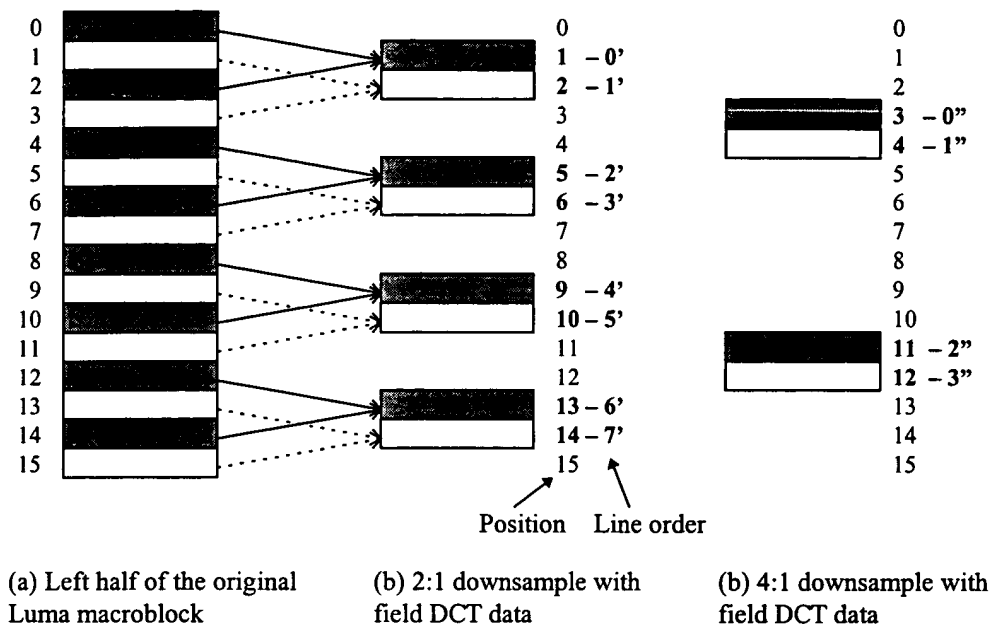 0 0 0
1 1 – 0' 1
2 2 – 1' 2
3 3 3 – 0”
4 4 4 – 1”
5 5 – 2' 5
6 6 – 3' 6
7 7 7
8 8 8
9 9 – 4' 9
10 10 – 5' 10
11 11 11 – 2”
12 12 12 – 3”
13 13 – 6' 13
14 14 – 7' 14
15 15 15
Position Line order
(a) Left half of the original (b) 2:1 downsample with (b) 4:1 downsample with
Luma macroblock field DCT data field DCT data